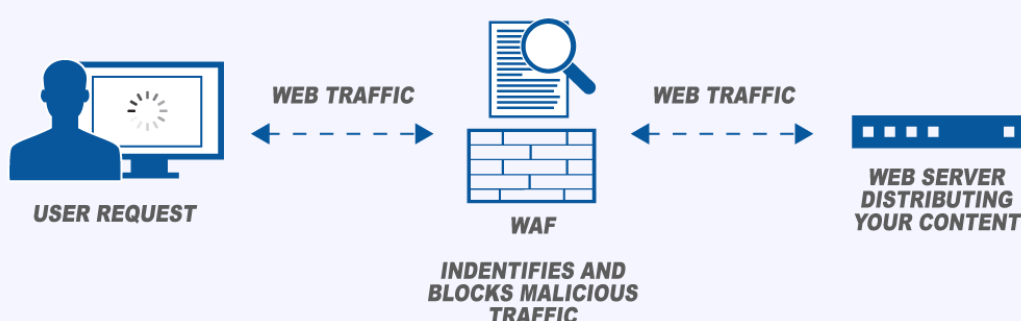 WEB TRAFFIC
WEB TRAFFIC
USER REQUEST
WAF
INDENTIFIES AND
BLOCKS MALICIOUS
TRAFFIC
WEB SERVER
DISTRIBUTING
YOUR CONTENT